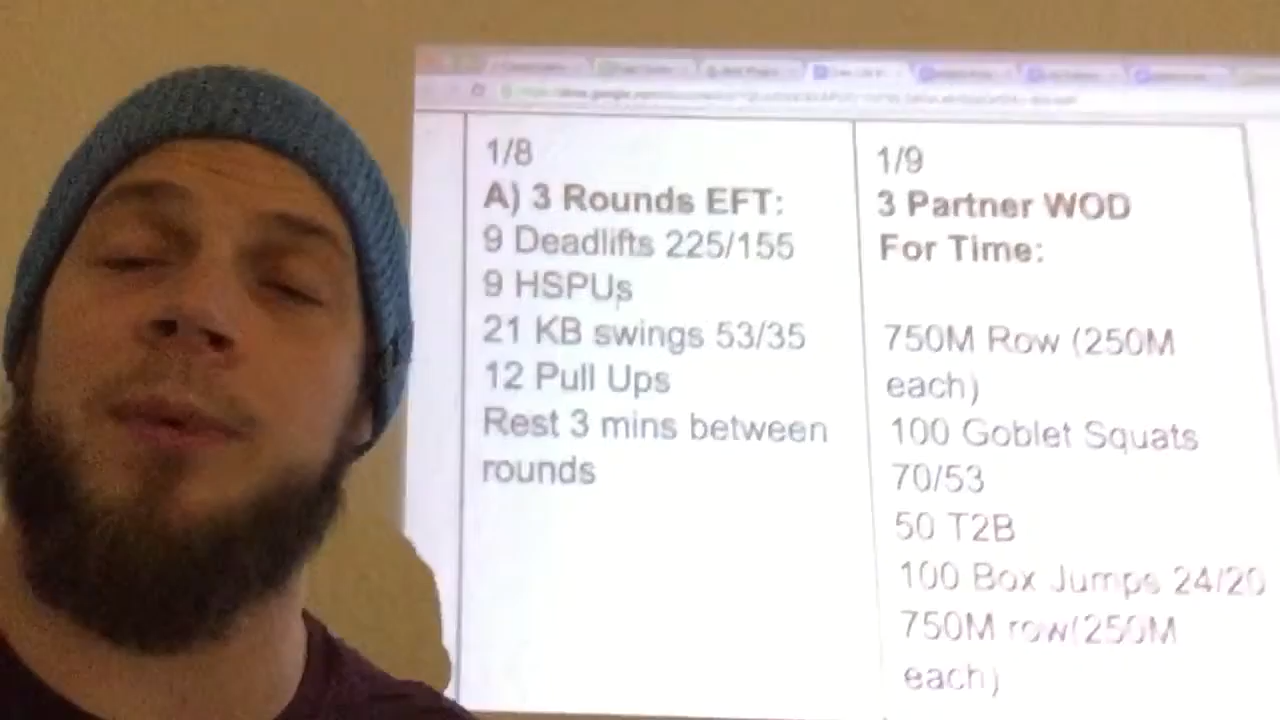 1/8
A) 3 Rounds EFT:
9 Deadlifts 225/155
9 HSPUs
21 KB swings 53/35
12 Pull Ups
Rest 3 mins between
rounds
1/9
3 Partner WOD
For Time:
750M Row (250M
each)
100 Goblet Squats
70/53
50 T2B
100 Box Jumps 24/20
750M row(250M
each)